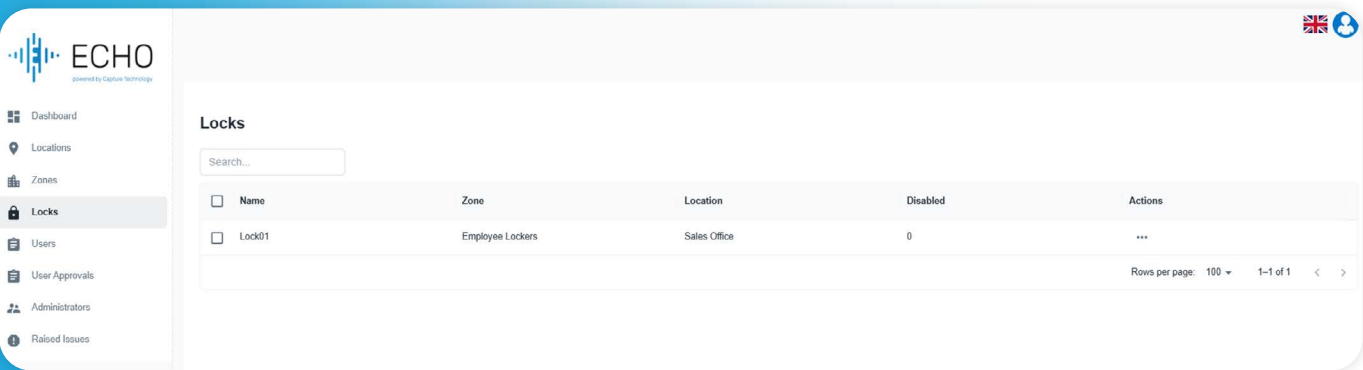 ECHO
powered by Capture Technology
Dashboard
Locations
Zones
Locks
Users
User Approvals
Administrators
Raised Issues
Locks
Search...
Name Zone Location Disabled Actions
Lock01 Employee Lockers Sales Office 0 •••
Rows per page: 100 1–1 of 1